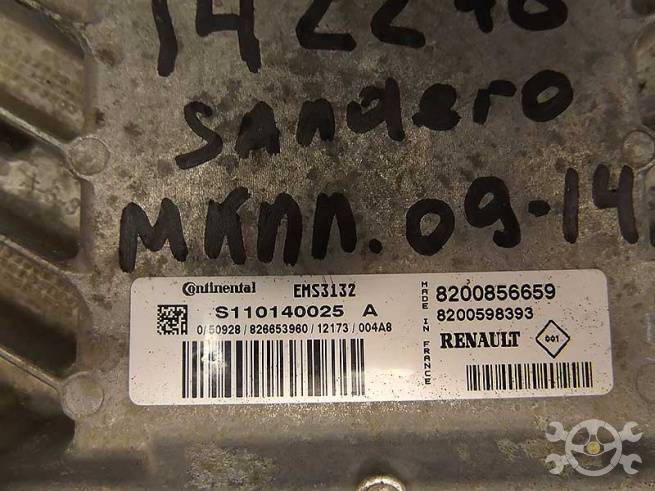 142240
Sandero
МКПП. 09-14
Continental EMS3132
S110140025 A
0/50928/826653960/12173/004A8
MADE IN FRANCE
8200856659
8200598393
RENAULT 001